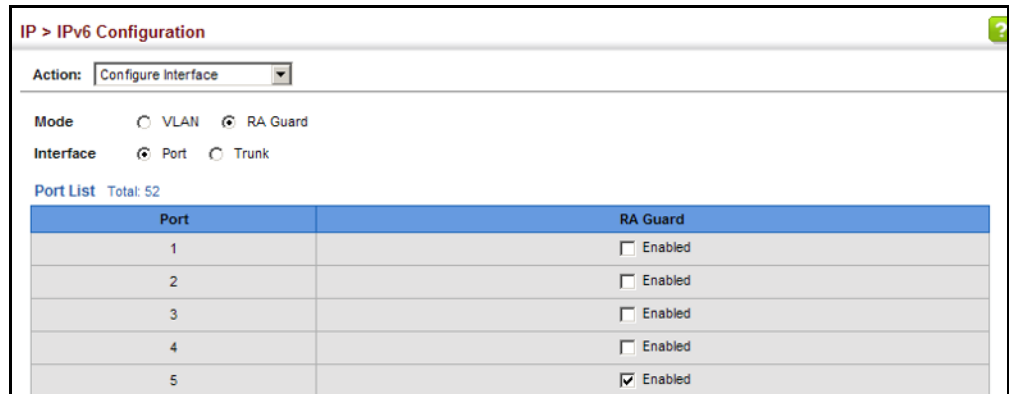 IP > IPv6 Configuration
?
Action: Configure Interface
Mode VLAN RA Guard
Interface Port Trunk
Port List Total: 52
Port RA Guard
1 Enabled
2 Enabled
3 Enabled
4 Enabled
5 Enabled